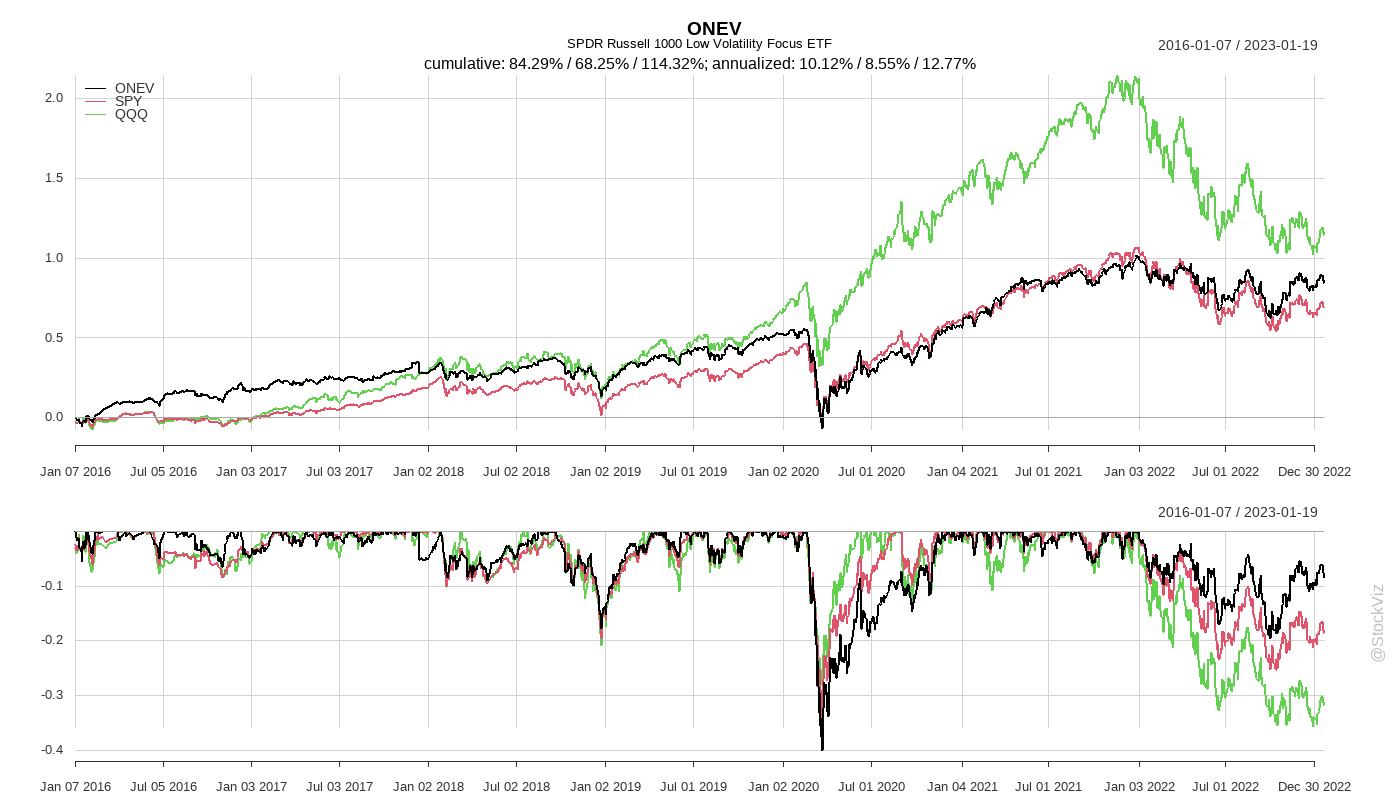 ONEV
SPDR Russell 1000 Low Volatility Focus ETF
2016-01-07 / 2023-01-19
cumulative: 84.29% / 68.25% / 114.32%; annualized: 10.12% / 8.55% / 12.77%
ONEV
SPY
QQQ
2.0
1.5
1.0
0.5
0.0
Jan 07 2016 Jul 05 2016 Jan 03 2017 Jul 03 2017 Jan 02 2018 Jul 02 2018 Jan 02 2019 Jul 01 2019 Jan 02 2020 Jul 01 2020 Jan 04 2021 Jul 01 2021 Jan 03 2022 Jul 01 2022 Dec 30 2022
2016-01-07 / 2023-01-19
-0.1
-0.2
-0.3
-0.4
Jan 07 2016 Jul 05 2016 Jan 03 2017 Jul 03 2017 Jan 02 2018 Jul 02 2018 Jan 02 2019 Jul 01 2019 Jan 02 2020 Jul 01 2020 Jan 04 2021 Jul 01 2021 Jan 03 2022 Jul 01 2022 Dec 30 2022
@StockViz